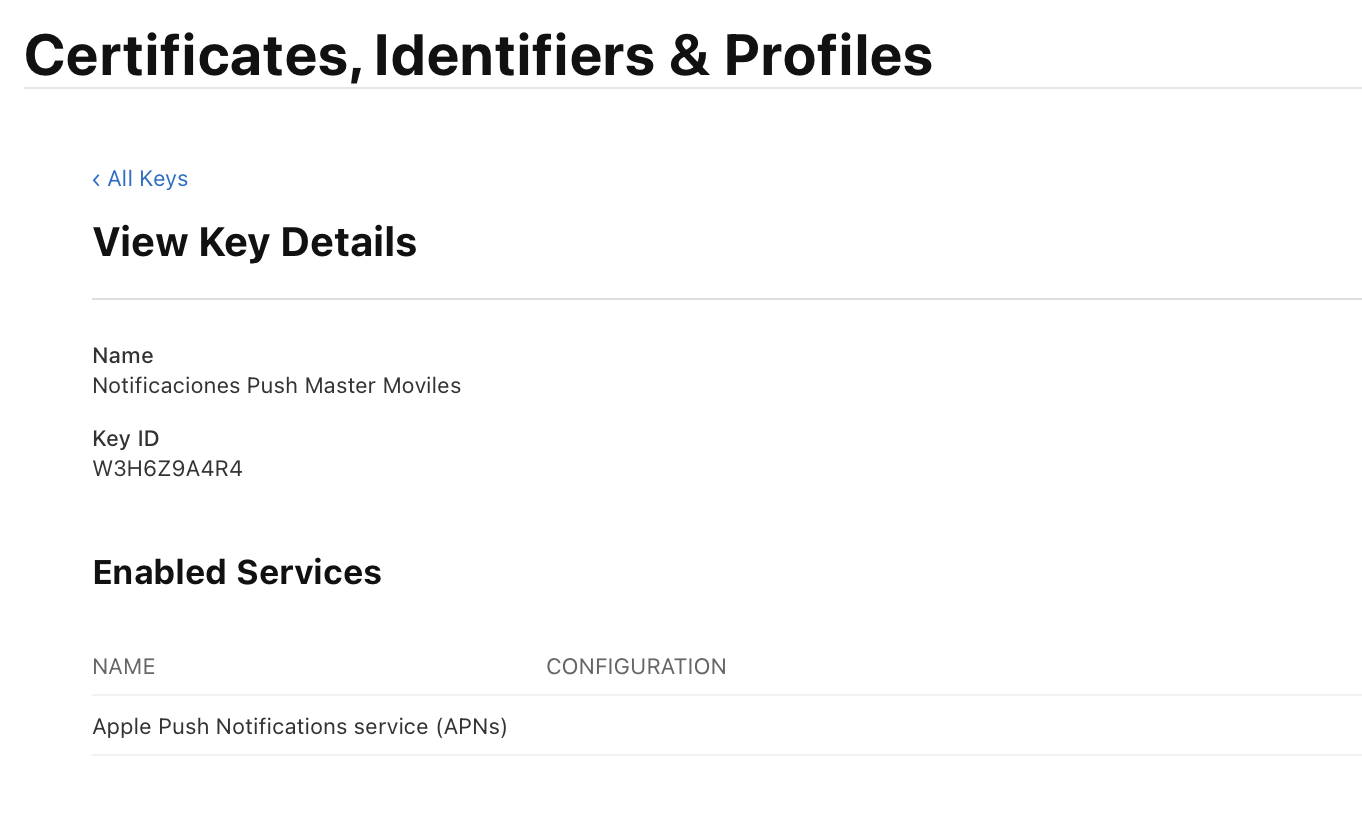 Certificates, Identifiers & Profiles
‹ All Keys
View Key Details
Name
Notificaciones Push Master Moviles
Key ID
W3H6Z9A4R4
Enabled Services
NAME CONFIGURATION
Apple Push Notifications service (APNs)